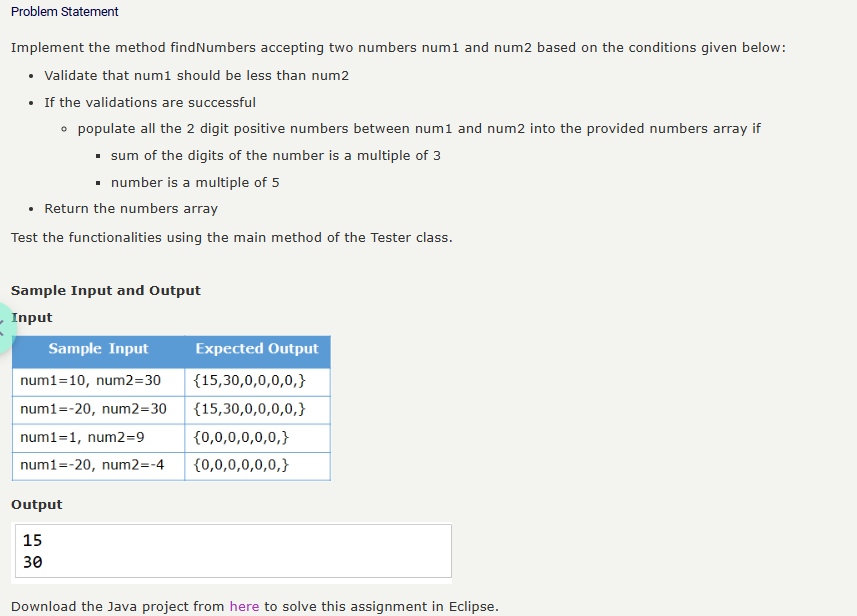 Problem Statement
Implement the method findNumbers accepting two numbers num1 and num2 based on the conditions given below:
• Validate that num1 should be less than num2
• If the validations are successful
◦ populate all the 2 digit positive numbers between num1 and num2 into the provided numbers array if
▪ sum of the digits of the number is a multiple of 3
▪ number is a multiple of 5
• Return the numbers array
Test the functionalities using the main method of the Tester class.
Sample Input and Output
Input
Sample Input Expected Output
num1=10, num2=30 {15,30,0,0,0,0,}
num1=-20, num2=30 {15,30,0,0,0,0,}
num1=1, num2=9 {0,0,0,0,0,0,}
num1=-20, num2=-4 {0,0,0,0,0,0,}
Output
15
30
Download the Java project from here to solve this assignment in Eclipse.